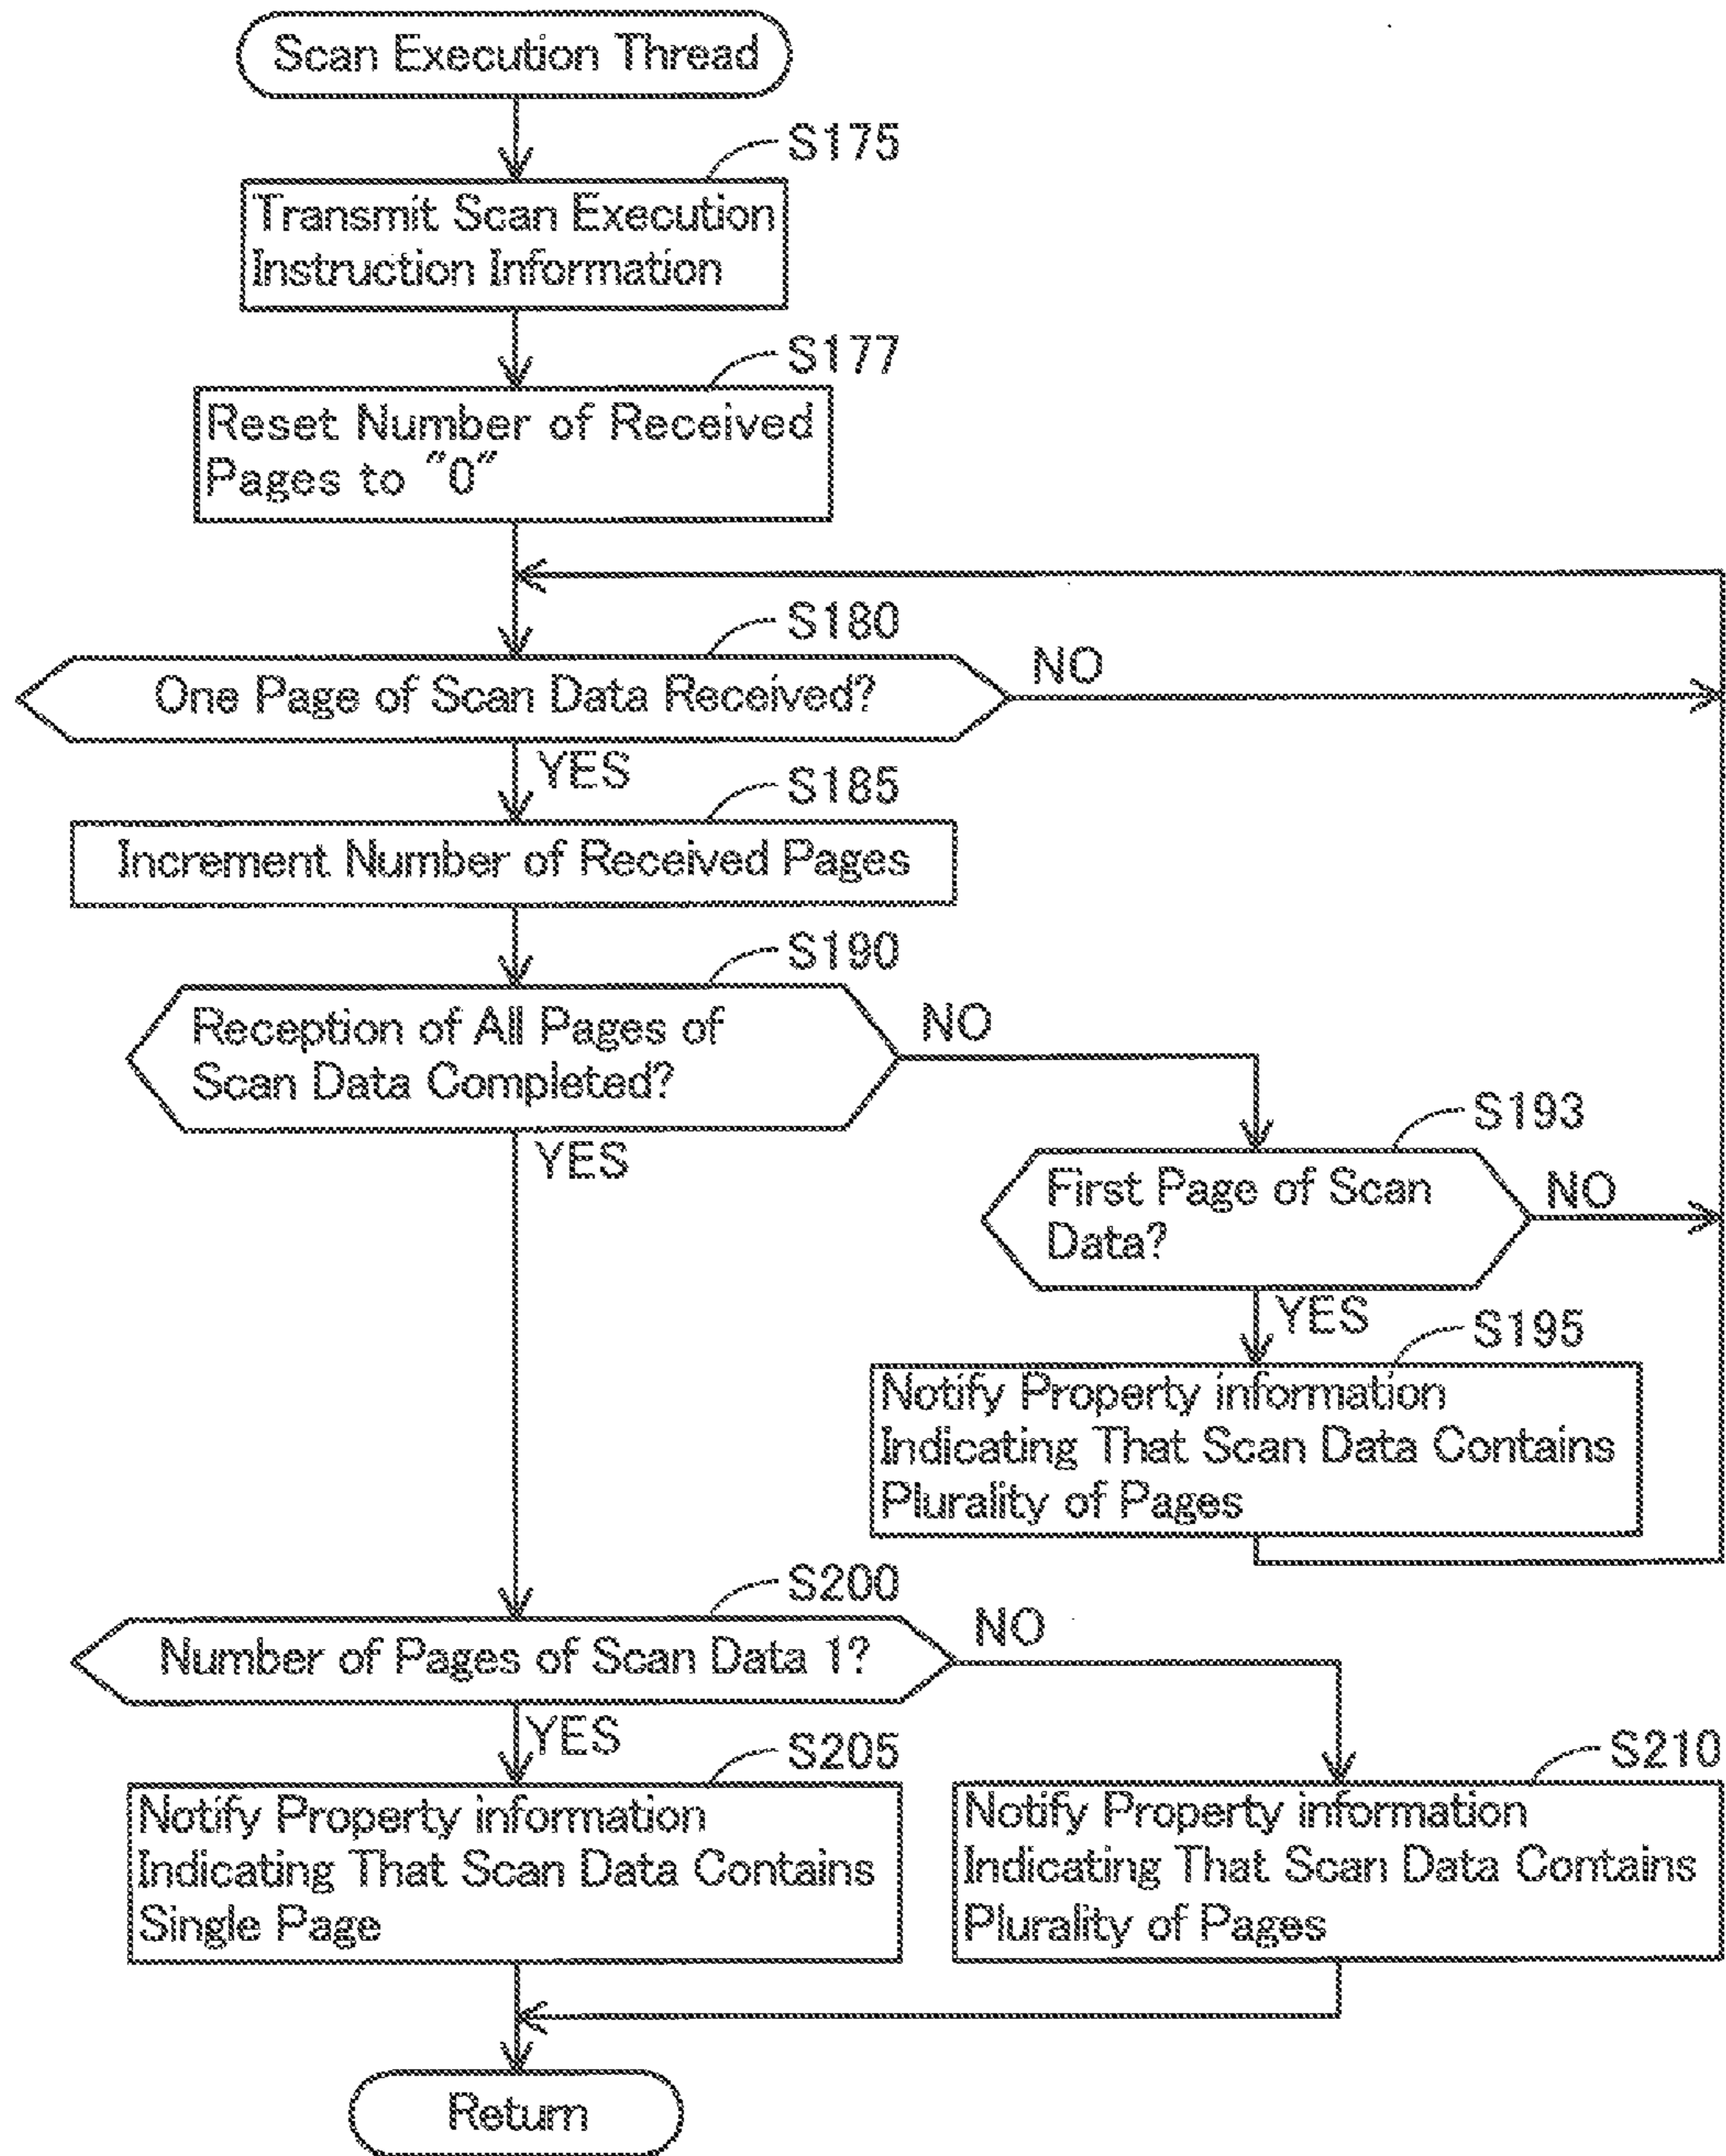 Scan Execution Thread
S175
Transmit Scan Execution
Instruction Information
S177
Reset Number of Received
Pages to "0"
S180
One Page of Scan Data Received?
NO
YES
S185
Increment Number of Received Pages
S190
Reception of All Pages of
Scan Data Completed?
NO
YES
S193
First Page of Scan
Data?
NO
YES
S195
Notify Property information
Indicating That Scan Data Contains
Plurality of Pages
S200
Number of Pages of Scan Data 1?
NO
YES
S205
Notify Property information
Indicating That Scan Data Contains
Single Page
S210
Notify Property information
Indicating That Scan Data Contains
Plurality of Pages
Return